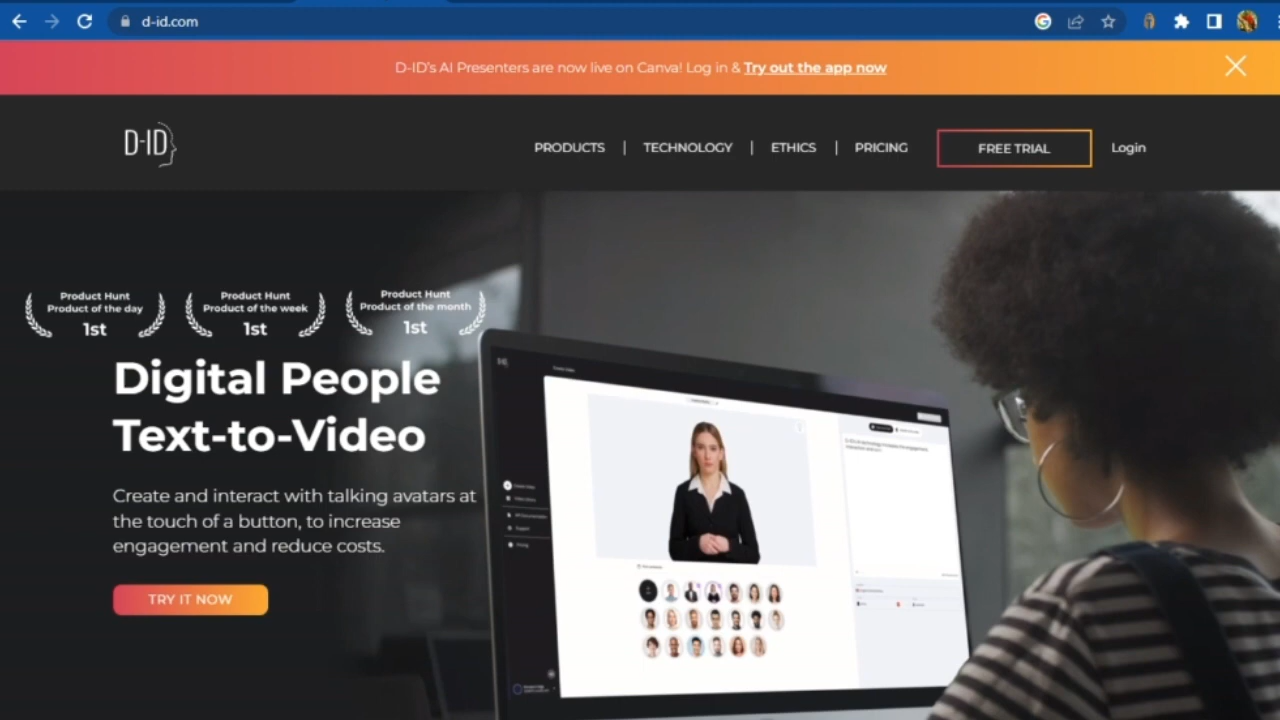 d-id.com
D-ID's AI Presenters are now live on Canva! Log in & Try out the app now
D-ID
PRODUCTS | TECHNOLOGY | ETHICS | PRICING
FREE TRIAL
Login
Product Hunt
Product of the day
1st
Product Hunt
Product of the week
1st
Product Hunt
Product of the month
1st
Digital People
Text-to-Video
Create and interact with talking avatars at
the touch of a button, to increase
engagement and reduce costs.
TRY IT NOW